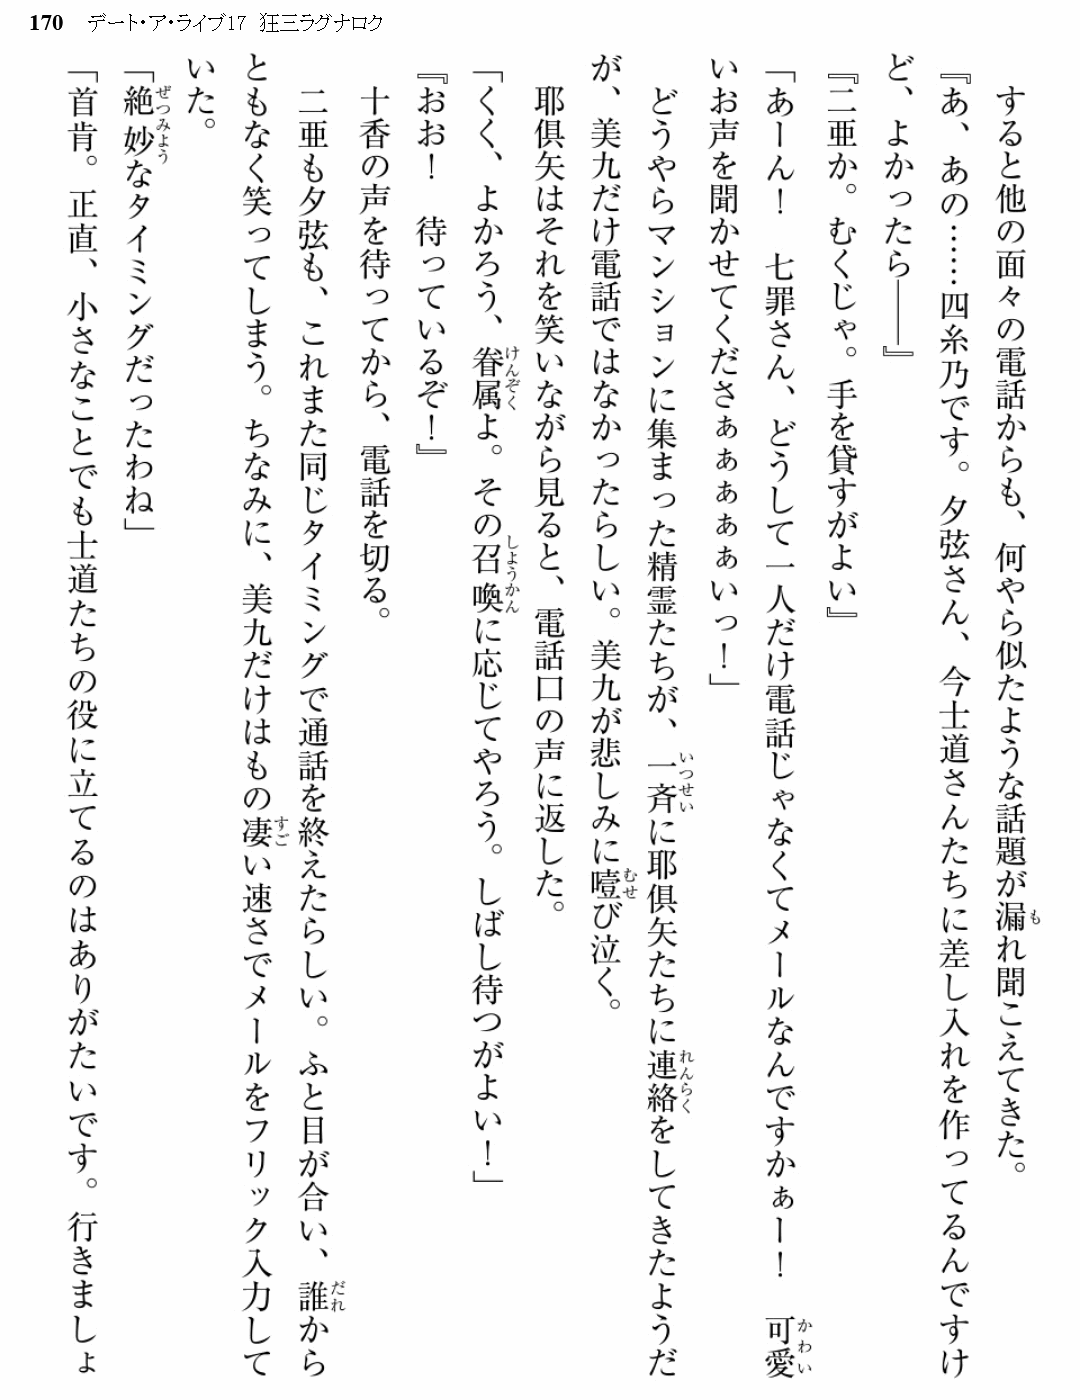 170 デート・ア・ライブ17 狂三ラグナロク
すると他の面々の電話からも、何やら似たような話題が漏れ聞こえてきた。
『あ、あの……四糸乃です。夕弦さん、今士道さんたちに差し入れを作ってるんですけ
ど、よかったら――』
『二亜か。むくじゃ。手を貸すがよい』
「あーん！　七罪さん、どうして一人だけ電話じゃなくてメールなんですかぁー！　可愛
いお声を聞かせてくださぁぁぁぁぁいっ！」
どうやらマンションに集まった精霊たちが、一斉に耶倶矢たちに連絡をしてきたようだ
が、美九だけ電話ではなかったらしい。美九が悲しみに噎び泣く。
耶倶矢はそれを笑いながら見ると、電話口の声に返した。
「くく、よかろう、眷属よ。その召喚に応じてやろう。しばし待つがよい！」
『おお！　待っているぞ！』
十香の声を待ってから、電話を切る。
二亜も夕弦も、これまた同じタイミングで通話を終えたらしい。ふと目が合い、誰から
ともなく笑ってしまう。ちなみに、美九だけはもの凄い速さでメールをフリック入力して
いた。
「絶妙なタイミングだったわね」
「首肯。正直、小さなことでも士道たちの役に立てるのはありがたいです。行きましょ